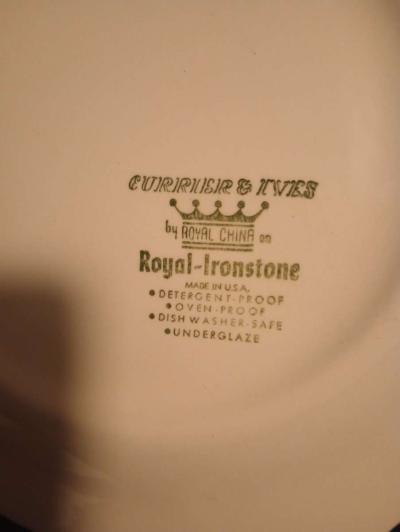 CURRIER & IVES
by ROYAL CHINA on
Royal-Ironstone
MADE IN U.S.A.
•DETERGENT-PROOF
•OVEN-PROOF
•DISH WASHER-SAFE
•UNDERGLAZE